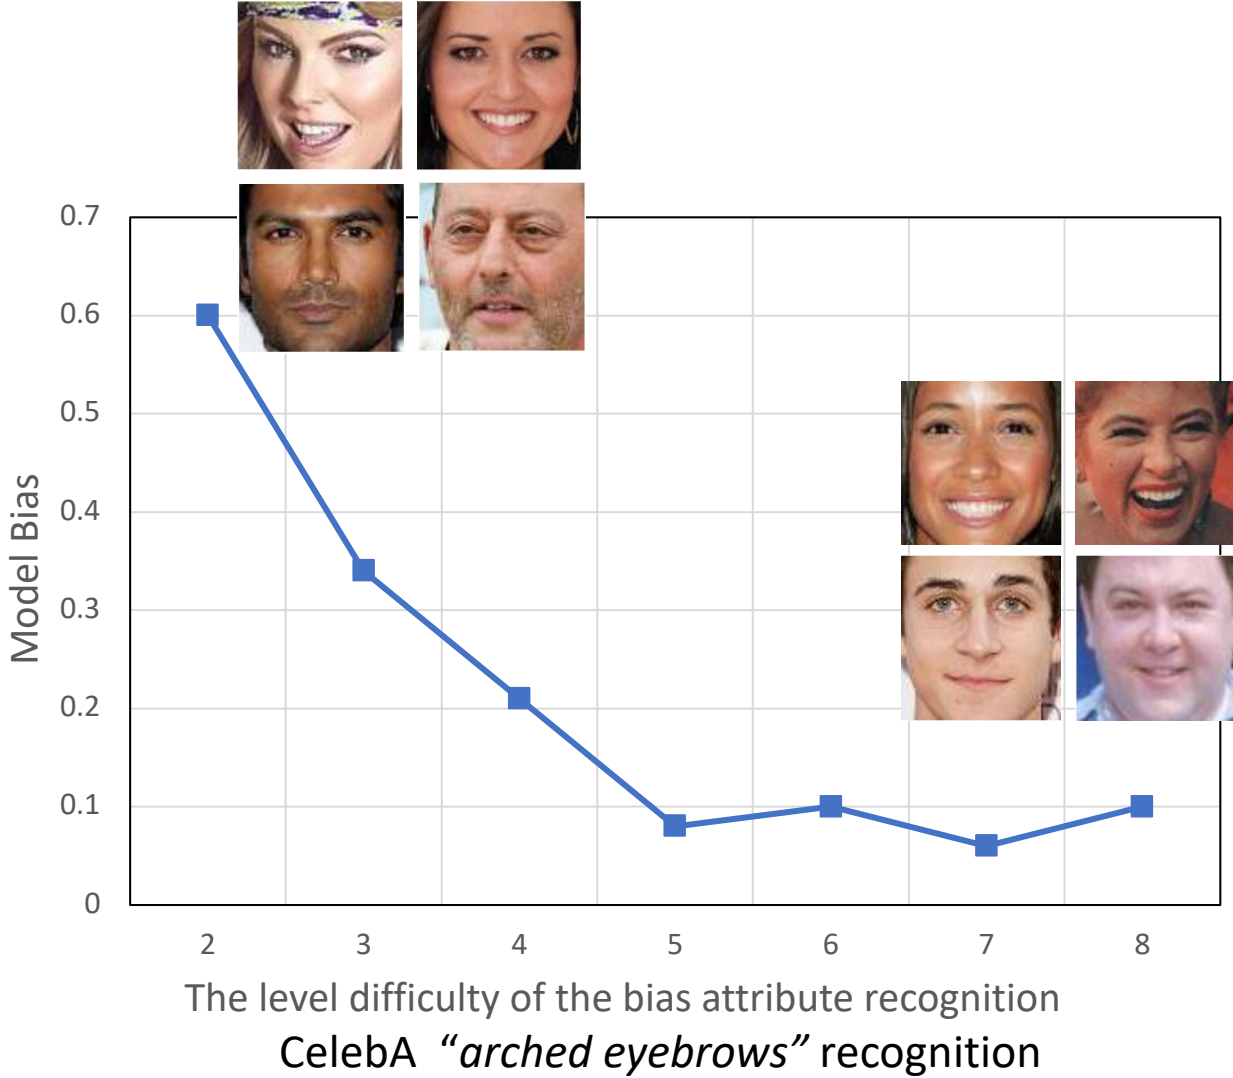 0.7
0.6
0.5
0.4
0.3
0.2
0.1
0
Model Bias
2 3 4 5 6 7 8
The level difficulty of the bias attribute recognition
CelebA “arched eyebrows” recognition